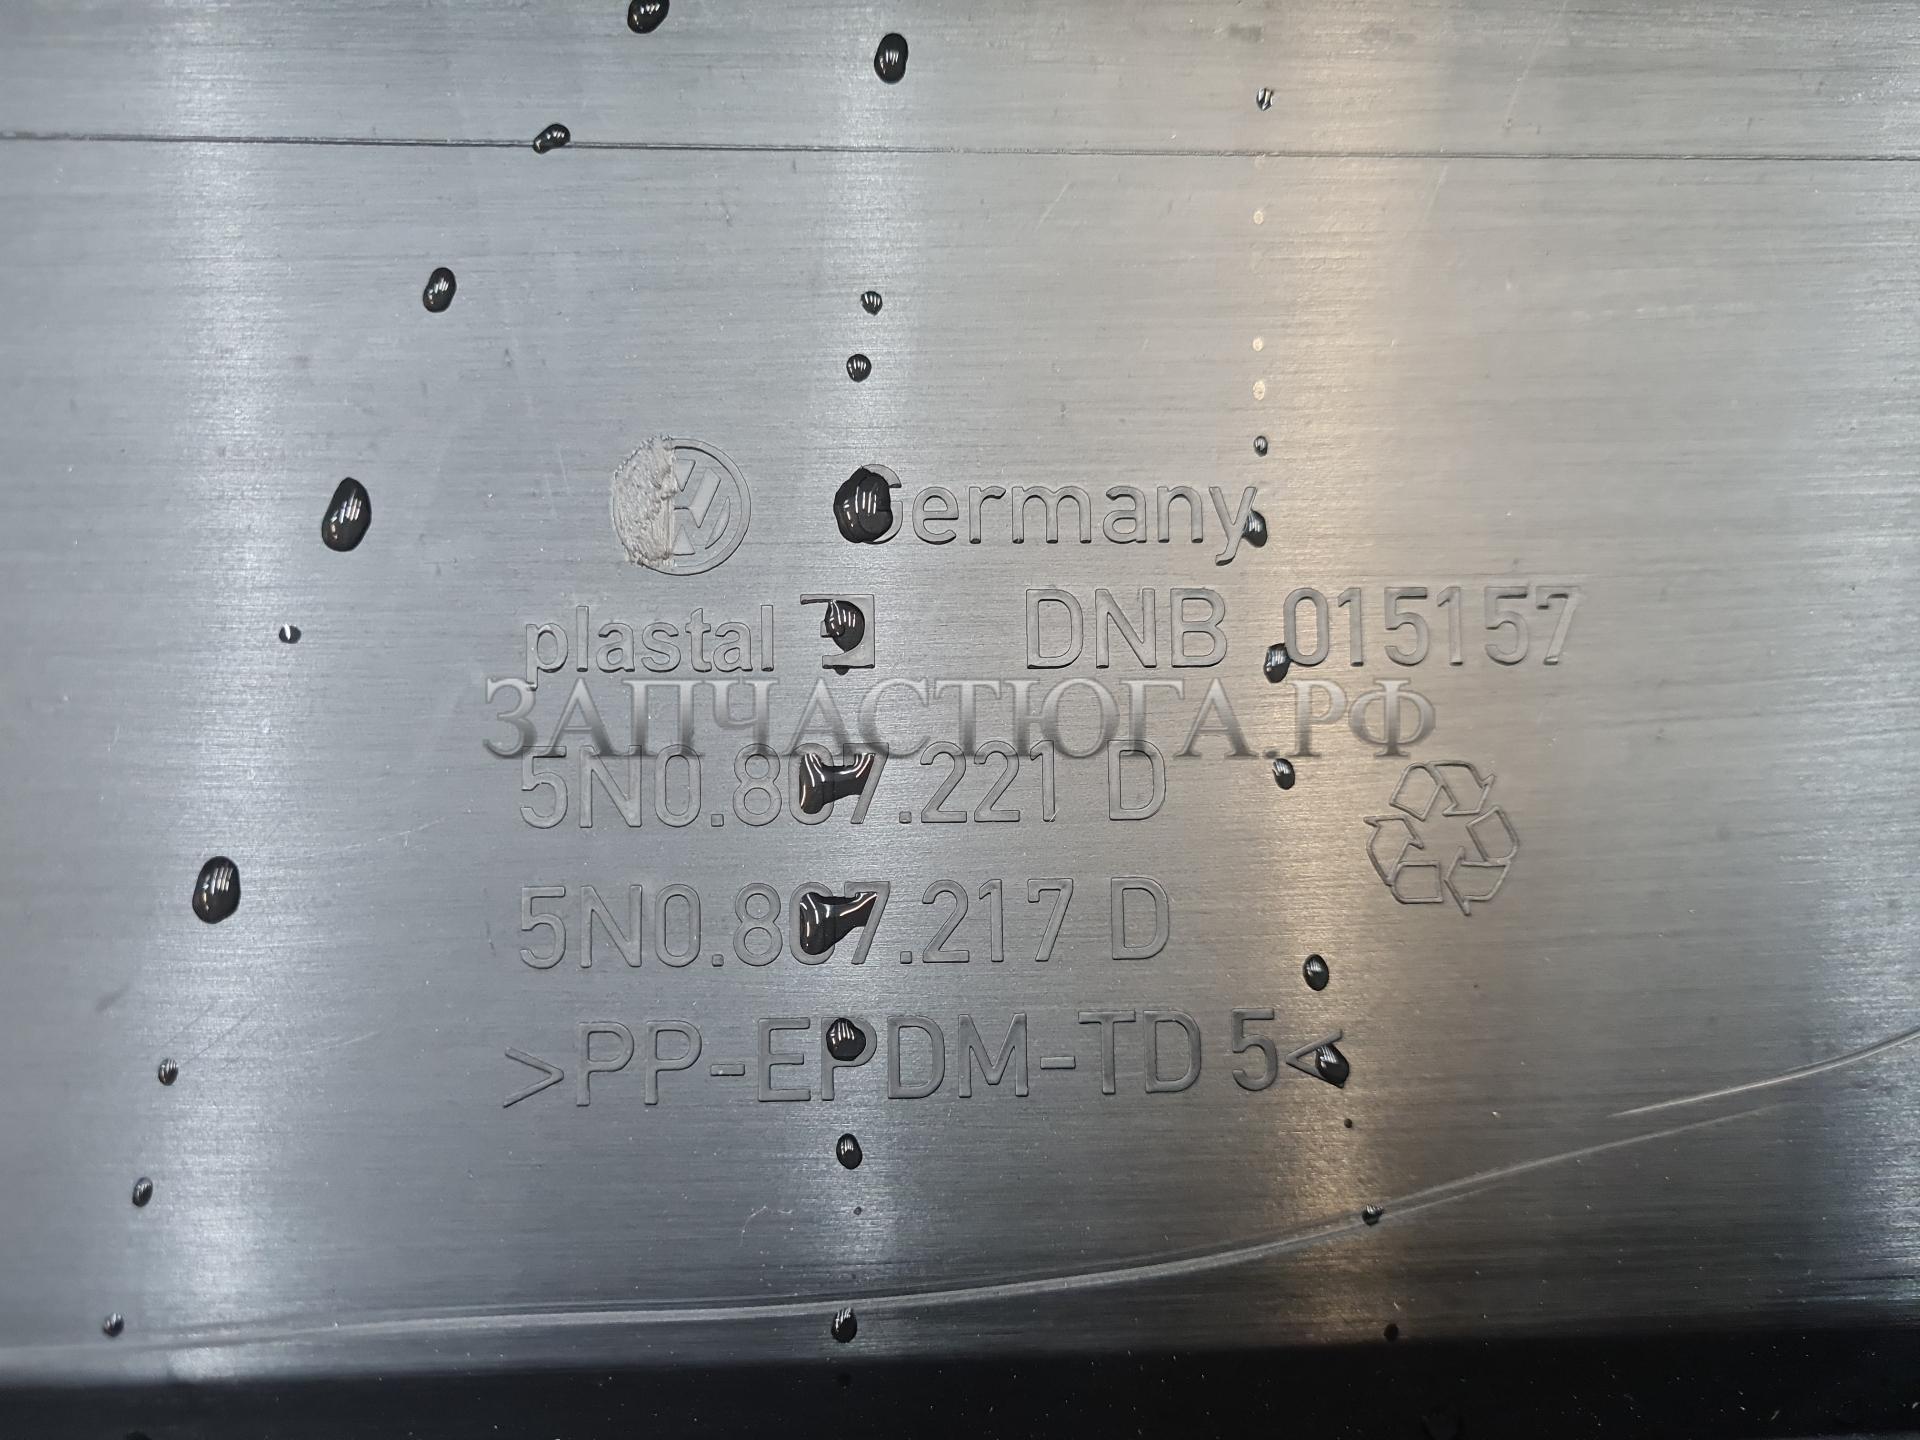 Germany
plastal DNB 015157
ЗАПЧАСТЮГА.РФ
5N0.807.221 D
5N0.807.217 D
>PP-EPDM-TD 5<